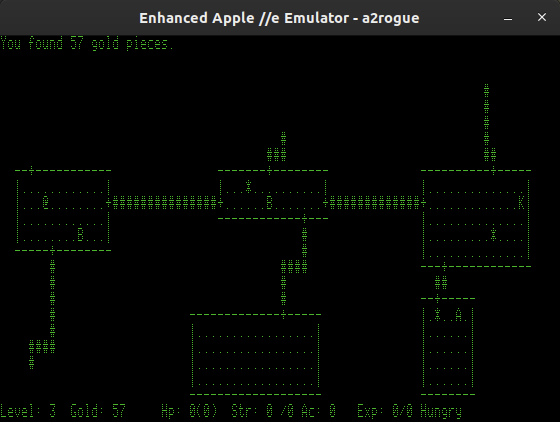 Enhanced Apple //e Emulator - a2rogue
You found 57 gold pieces.
B
K
B
A
Level: 3 Gold: 57 Hp: 0(0) Str: 0 /0 Ac: 0 Exp: 0/0 Hungry